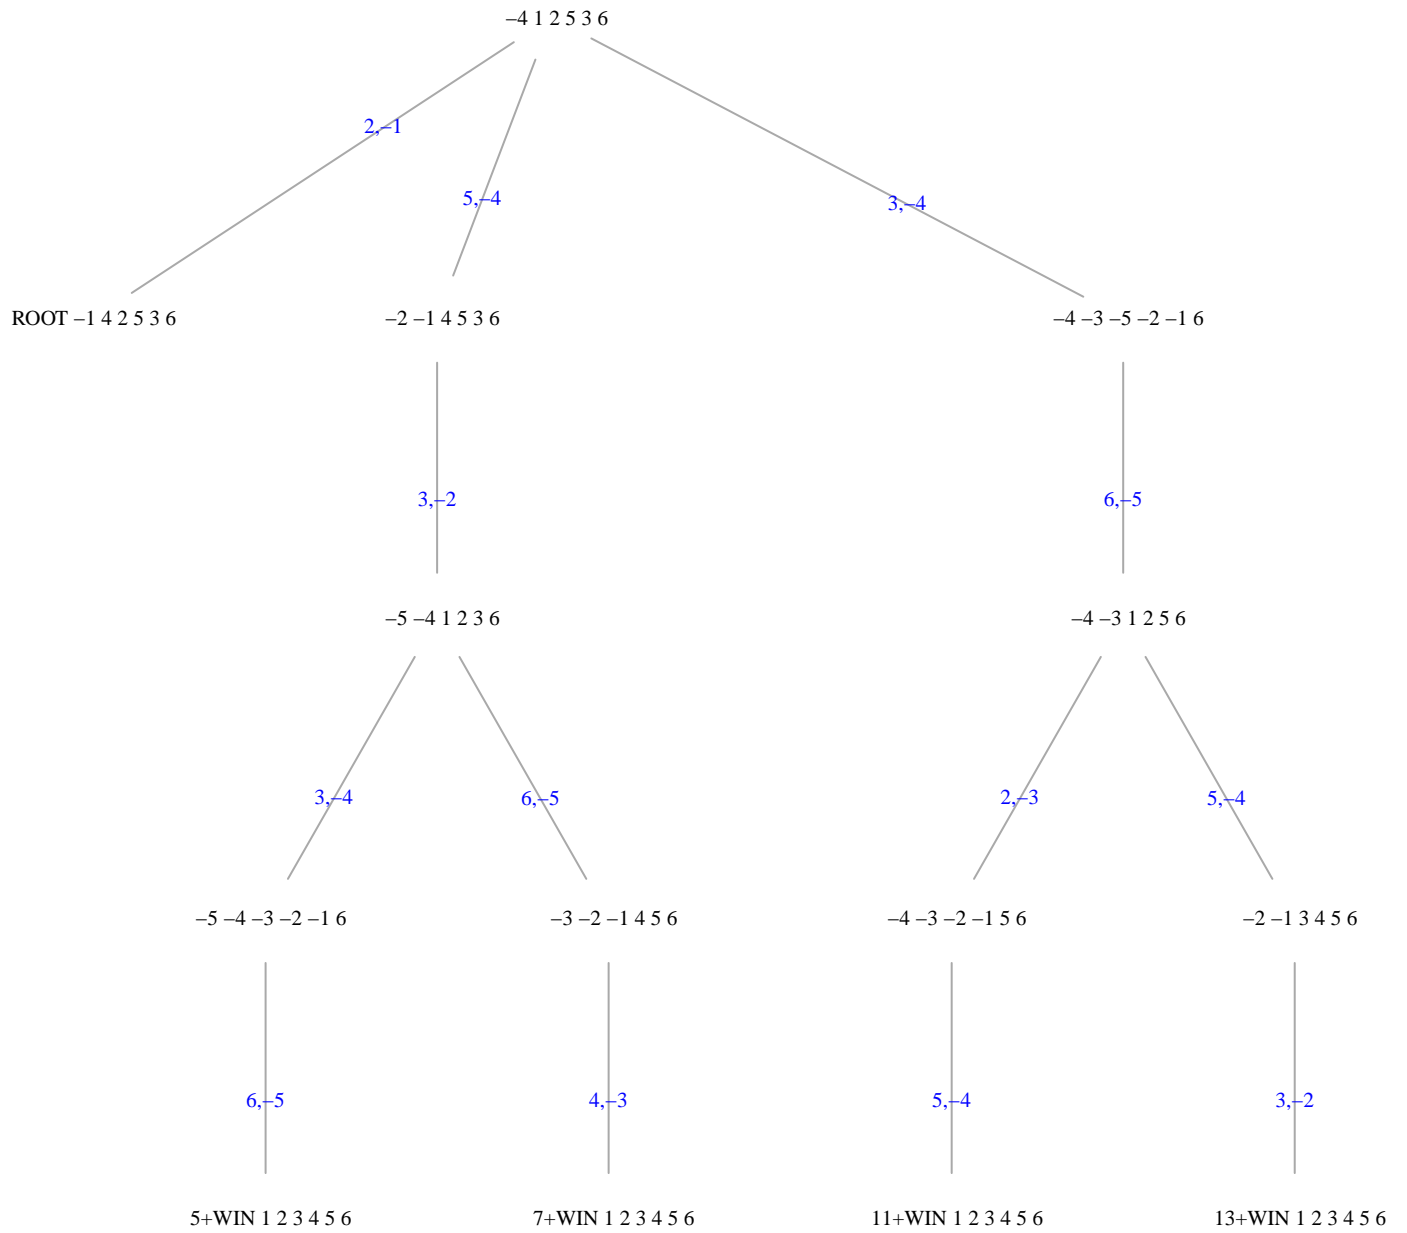 –4 1 2 5 3 6
2,–1
5,–4
3,–4
ROOT –1 4 2 5 3 6
–2 –1 4 5 3 6
–4 –3 –5 –2 –1 6
3,–2
6,–5
–5 –4 1 2 3 6
–4 –3 1 2 5 6
3,–4
6,–5
2,–3
5,–4
–5 –4 –3 –2 –1 6
–3 –2 –1 4 5 6
–4 –3 –2 –1 5 6
–2 –1 3 4 5 6
6,–5
4,–3
5,–4
3,–2
5+WIN 1 2 3 4 5 6
7+WIN 1 2 3 4 5 6
11+WIN 1 2 3 4 5 6
13+WIN 1 2 3 4 5 6